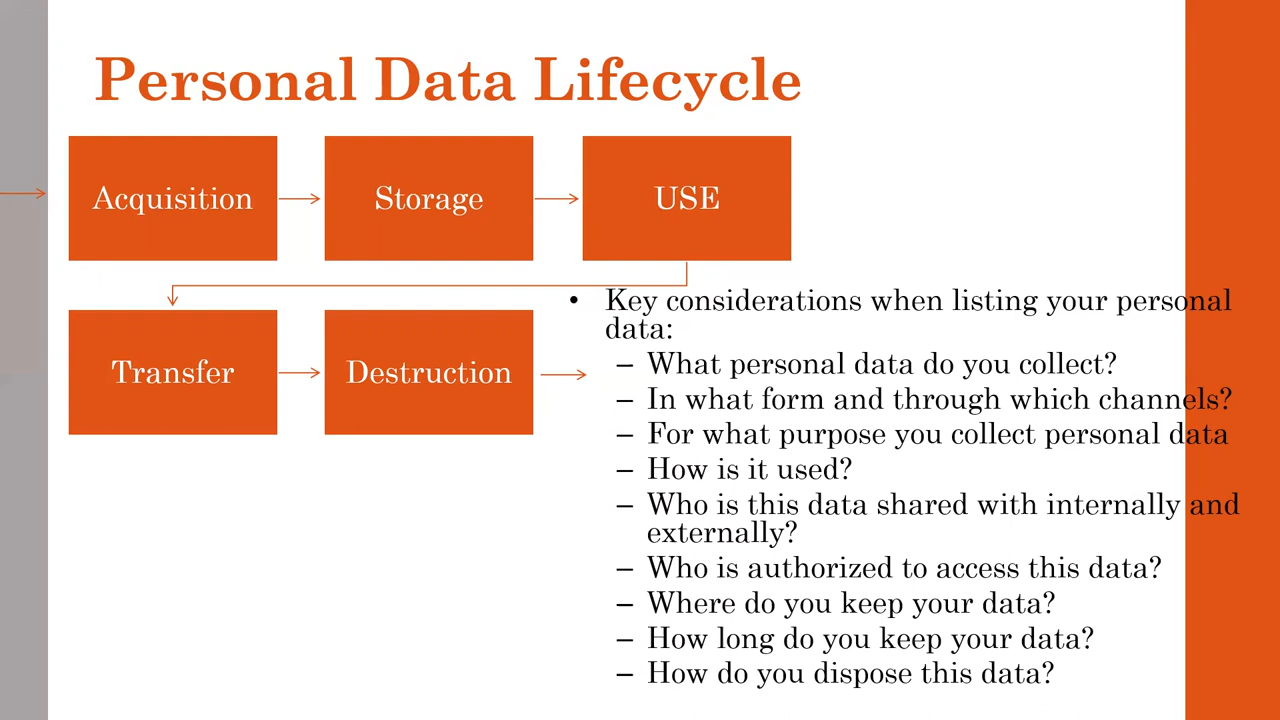 Personal Data Lifecycle
Acquisition
Storage
USE
Transfer
Destruction
• Key considerations when listing your personal
data:
– What personal data do you collect?
– In what form and through which channels?
– For what purpose you collect personal data
– How is it used?
– Who is this data shared with internally and
externally?
– Who is authorized to access this data?
– Where do you keep your data?
– How long do you keep your data?
– How do you dispose this data?